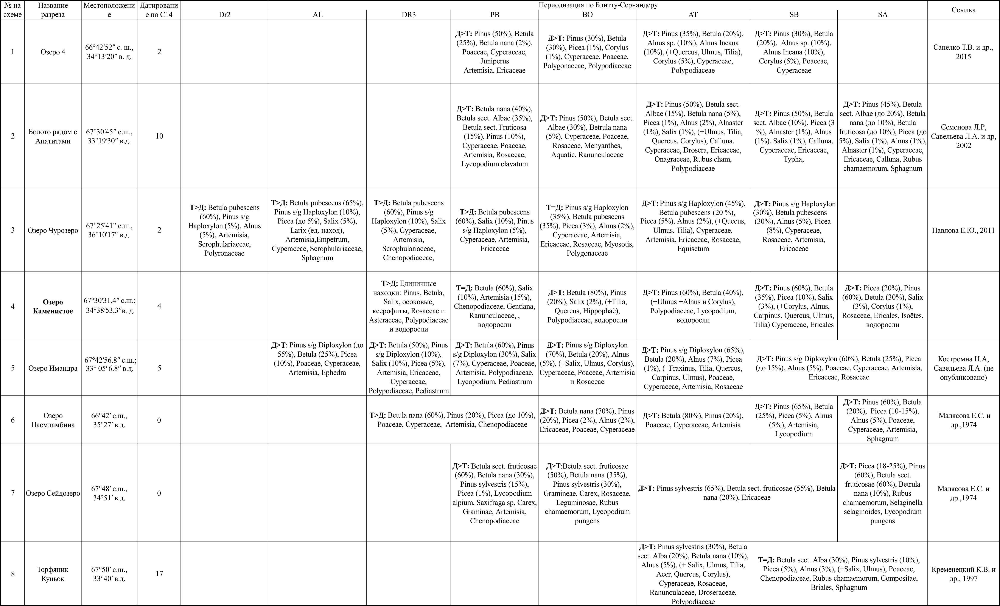 № на схеме
Название разреза
Местоположени
е
Датировани
е по С14
Периодизация по Блитту-Сернандеру
Ссылка
Dr2
AL
DR3
PB
BO
AT
SB
SA
1
Озеро 4
66°42′52″ с. ш.,
34°13′20″ в. д.
2
Д>Т: Pinus (50%), Betula
(25%), Betula nana (2%),
Poaceae, Cyperaceae,
Juniperus
Artemisia, Ericaceae
Д>Т: Pinus (30%), Betula
(30%), Picea (1%), Corylus
(1%), Cyperaceae, Poaceae,
Polygonaceae, Polypodiaceae
Д>Т: Pinus (35%), Betula (20%),
Alnus sp. (10%), Alnus Incana
(10%), (+Quercus, Ulmus, Tilia),
Corylus (5%), Cyperaceae,
Polypodiaceae
Д>Т: Pinus (30%), Betula
(20%), Alnus sp. (10%),
Alnus Incana (10%),
Corylus (5%), Poaceae,
Cyperaceae
Сапелко Т.В. и др.,
2015
2
Болото рядом с
Апатитами
67°30′45″ с.ш.,
33°19′30″ в.д.
10
Д>Т: Betula nana (40%),
Betula sect. Albae (35%),
Betula sect. Fruticosa
(15%), Pinus (10%),
Cyperaceae, Poaceae,
Artemisia, Rosaceae,
Lycopodium clavatum
Д>Т: Pinus (50%), Betula sect.
Albae (30%), Betrula nana
(5%), Cyperaceae, Poaceae,
Rosaceae, Menyanthes,
Aquatic, Ranunculaceae
Д>Т: Pinus (50%), Betula sect.
Albae (15%), Betula nana (5%),
Picea (1%), Alnus (2%), Alnaster
(1%), Salix (1%), (+Ulmus, Tilia,
Quercus, Corylus), Calluna,
Cyperaceae, Drosera, Ericaceae,
Onagraceae, Rubus cham,
Polypodiaceae
Д>Т: Pinus (50%), Betula
sect. Albae (10%), Picea (3
%), Alnaster (1%), Alnus
(1%), Salix (1%), Calluna,
Cyperaceae, Ericaceae,
Typha,
Д>Т: Pinus (45%), Betula
sect. Albae (до 20%), Betula
nana (до 10%), Betula
fruticosa (до 10%), Picea (до
5%), Salix (1%), Alnus (1%),
Alnaster (1%), Cyperaceae,
Ericaceae, Calluna, Rubus
chamaemorum, Sphagnum
Семенова Л.Р,
Савельева Л.А. и др,
2002
3
Озеро Чурозеро
67°25'41" с.ш.,
36°10'17" в.д.
2
Т>Д: Betula pubescens
(60%), Pinus s/g
Haploxylon (5%), Alnus
(5%), Artemisia,
Scrophulariaceae,
Polyronaceae
Т>Д: Betula pubescens (65%),
Pinus s/g Haploxylon (10%),
Picea (до 5%), Salix (5%),
Larix (ед. наход),
Artemisia,Empetrum,
Cyperaceae, Scrophulariaceae,
Sphagnum
Т>Д: Betula pubescens
(60%), Pinus s/g
Haploxylon (10%), Salix
(5%), Cyperaceae,
Artemisia,
Scrophulariaceae,
Chenopodiaceae,
Т>Д: Betula pubescens
(60%), Salix (10%), Pinus
s/g Haploxylon (5%),
Cyperaceae, Artemisia,
Ericaceae
Т=Д: Pinus s/g Haploxylon
(35%), Betula pubescens
(35%), Picea (3%), Alnus (2%),
Cyperaceae, Artemisia,
Ericaceae, Rosaceae, Myosotis,
Polygonaceae
Д>Т: Pinus s/g Haploxylon (45%),
Betula pubescens (20 %),
Picea (5%), Alnus (2%), (+Quecus,
Ulmus, Tilia), Cyperaceae,
Artemisia, Ericaceae, Rosaceae,
Equisetum
Д>Т: Pinus s/g Haploxylon
(30%), Betula pubescens
(30%), Alnus (5%), Picea
(8%), Cyperaceae,
Rosaceae, Artemisia,
Ericaceae
Павлова Е.Ю., 2011
4
Озеро
Каменистое
67°30′31,4″ с.ш.;
34°38′53,3″в. д.
4
Т>Д: Единичные
находки: Pinus, Betula,
Salix, осоковые,
ксерофиты, Rosaceae и
Asteraceae, Polypodiaceae
и водоросли
Т=Д: Betula (60%), Salix
(10%), Artemisia (15%),
Chenopodiaceae, Gentiana,
Ranunculaceae, ,
водоросли
Д>Т: Betula (80%), Pinus
(20%), Salix (2%), (+Tilia,
Quercus, Hippophaë),
Polypodiaceae, водоросли
Д>Т: Pinus (60%), Betula (40%),
(+Ulmus +Alnus и Corylus),
Polypodiaceae, Lycopodium,
водоросли
Д>Т: Pinus (60%), Betula
(35%), Picea (10%), Salix
(3%), (+Corylus, Alnus,
Carpinus, Quercus, Ulmus,
Tilia) Cyperaceae, Ericales
Д>Т: Picea (20%), Pinus
(60%), Betula (30%), Salix
(3%), Corylus (1%),
Rosaceae, Ericales, Isoëtes,
водоросли
5
Озеро Имандра
67°42′56.8″ с.ш.;
33° 05′6.8″ в.д.
5
Д>Т: Pinus s/g Diploxylon (до
55%), Betula (25%), Picea
(10%), Poaceae, Cyperaceae,
Artemisia, Ephedra
Д>Т: Betula (50%), Pinus
s/g Diploxylon (10%),
Salix (10%), Picea (5%),
Artemisia, Ericaceae,
Cyperaceae,
Polypodiaceae, Pediastrum
Д>Т: Betula (60%), Pinus
s/g Diploxylon (30%), Salix
(7%), Cyperaceae, Poaceae,
Artemisia, Polypodiaceae,
Lycopodium, Pediastrum
Д>Т: Pinus s/g Diploxylon
(70%), Betula (20%), Alnus
(5%), (+Salix, Ulmus, Corylus),
Cyperaceae, Poaceae, Artemisia
и Rosaceae
Д>Т: Pinus s/g Diploxylon (65%),
Betula (20%), Alnus (7%), Picea
(1%), (+Fraxinus, Tilia, Quercus,
Carpinus, Ulmus), Poaceae,
Cyperaceae, Artemisia, Rosaceae
Д>Т: Pinus s/g Diploxylon (60%), Betula (25%), Picea
(до 15%), Alnus (5%), Poaceae, Cyperaceae, Artemisia,
Ericaceae, Rosaceae
Костромна Н.А,
Савельева Л.А. (не
опубликовано)
6
Озеро
Пасмламбина
66°42′ с.ш.,
35°27′ в.д.
0
Т>Д: Betula nana (60%), Pinus (20%), Picea (до 10%),
Poaceae, Cyperaceae, Artemisia, Chenopodiaceae
Д>Т: Betula nana (70%), Pinus
(20%), Picea (2%), Alnus (2%),
Ericaceae, Poaceae, Cyperaceae
Д>Т: Betula (80%), Pinus (20%),
Poaceae, Cyperaceae, Artemisia
Д>Т: Pinus (65%), Betula
(25%), Picea (5%), Alnus
(5%), Artemisia,
Lycopodium
Д>Т: Pinus (60%), Betula
(20%), Picea (10-15%),
Alnus (5%), Poaceae,
Cyperaceae, Artemisia,
Sphagnum
Малясова Е.С. и
др.,1974
7
Озеро Сейдозеро
67°48′ с.ш.,
34°51′ в.д.
0
Д>Т: Betula sect. fruticosae
(60%), Betula nana (30%),
Pinus sylvestris (15%),
Picea (1%), Lycopodium
alpium, Saxifraga sp, Carex,
Graminae, Artemisia,
Chenopodiaceae
Д>Т:Betula sect. fruticosae
(50%), Betula nana (35%),
Pinus sylvestris (30%),
Gramineae, Carex, Rosaceae,
Leguminosae, Rubus
chamaemorum, Lycopodium
pungens
Д>Т: Pinus sylvestris (65%), Betula sect. fruticosae (55%), Betula
nana (20%), Ericaceae
Д>Т: Picea (18-25%), Pinus
(60%), Betula sect.
fruticosae (60%), Betrula
nana (10%), Rubus
chamaemorum, Selaginella
selaginoides, Lycopodium
pungens
Малясова Е.С. и
др.,1974
8
Торфяник
Куньок
67°50′ с.ш.,
33°40′ в.д.
17
Д>Т: Pinus sylvestris (30%), Betula
sect. Alba (20%), Betula nana (10%),
Alnus (5%), (+ Salix, Ulmus, Tilia,
Acer, Quercus, Corylus),
Cyperaceae, Rosaceae,
Ranunculaceae, Droseraceae,
Polypodiaceae
Т=Д: Betula sect. Alba (30%), Pinus sylvestris (10%),
Picea (5%), Alnus (3%), (+Salix, Ulmus), Poaceae,
Chenopodiaceae, Rubus chamaemorum, Compositae,
Briales, Sphagnum
Кременецкий К.В. и
др., 1997